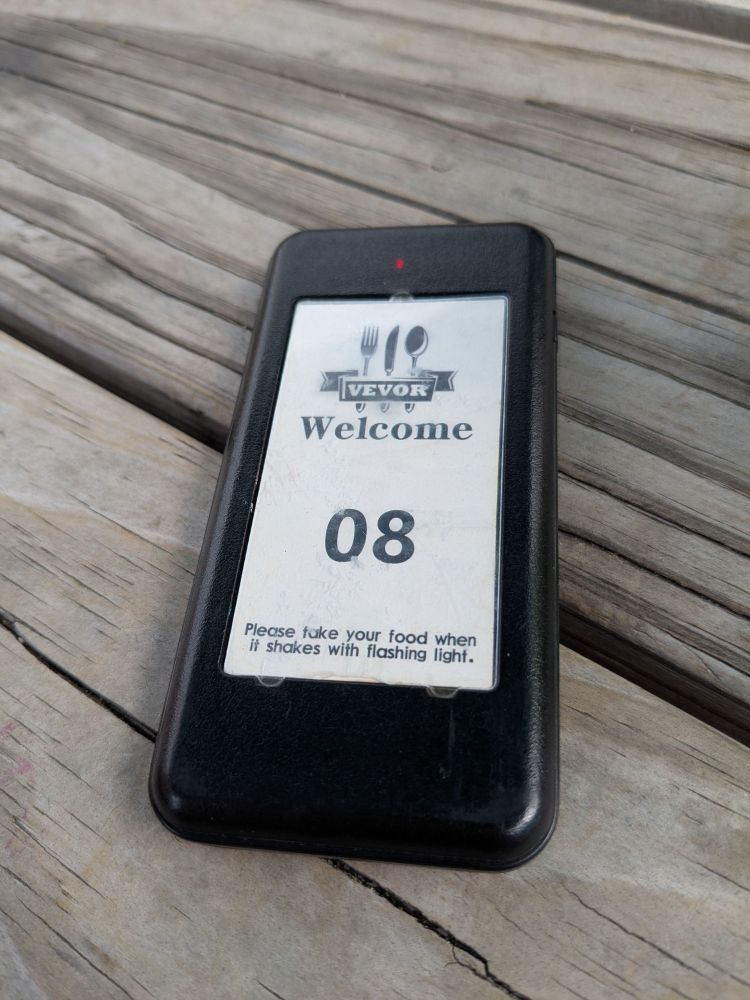 VEVOR
Welcome
08
Please take your food when
it shakes with flashing light.